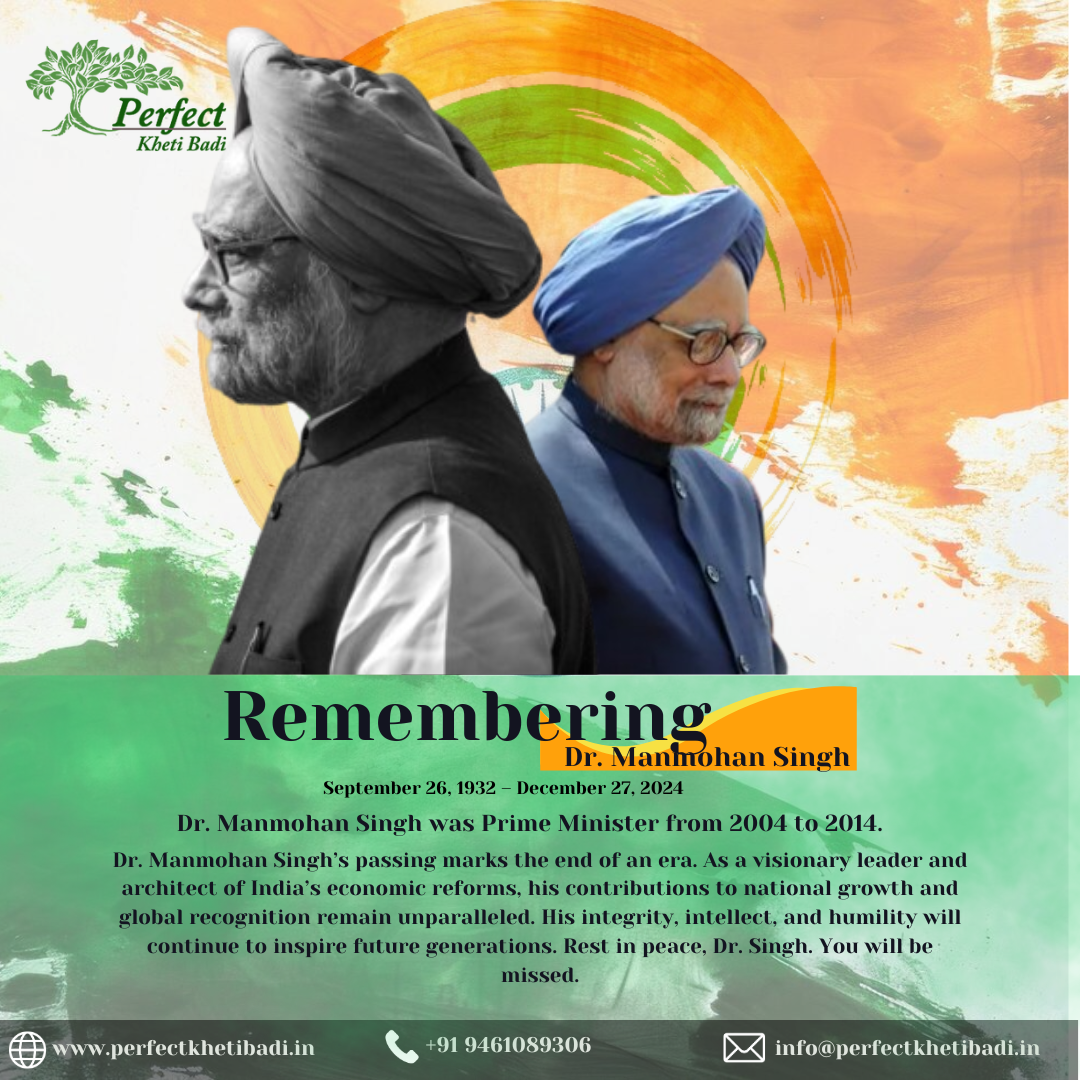 Perfect
Kheti Badi
Remembering
Dr. Manmohan Singh
September 26, 1932 – December 27, 2024
Dr. Manmohan Singh was Prime Minister from 2004 to 2014.
Dr. Manmohan Singh’s passing marks the end of an era. As a visionary leader and
architect of India’s economic reforms, his contributions to national growth and
global recognition remain unparalleled. His integrity, intellect, and humility will
continue to inspire future generations. Rest in peace, Dr. Singh. You will be
missed.
www.perfectkhetibadi.in
+91 9461089306
info@perfectkhetibadi.in